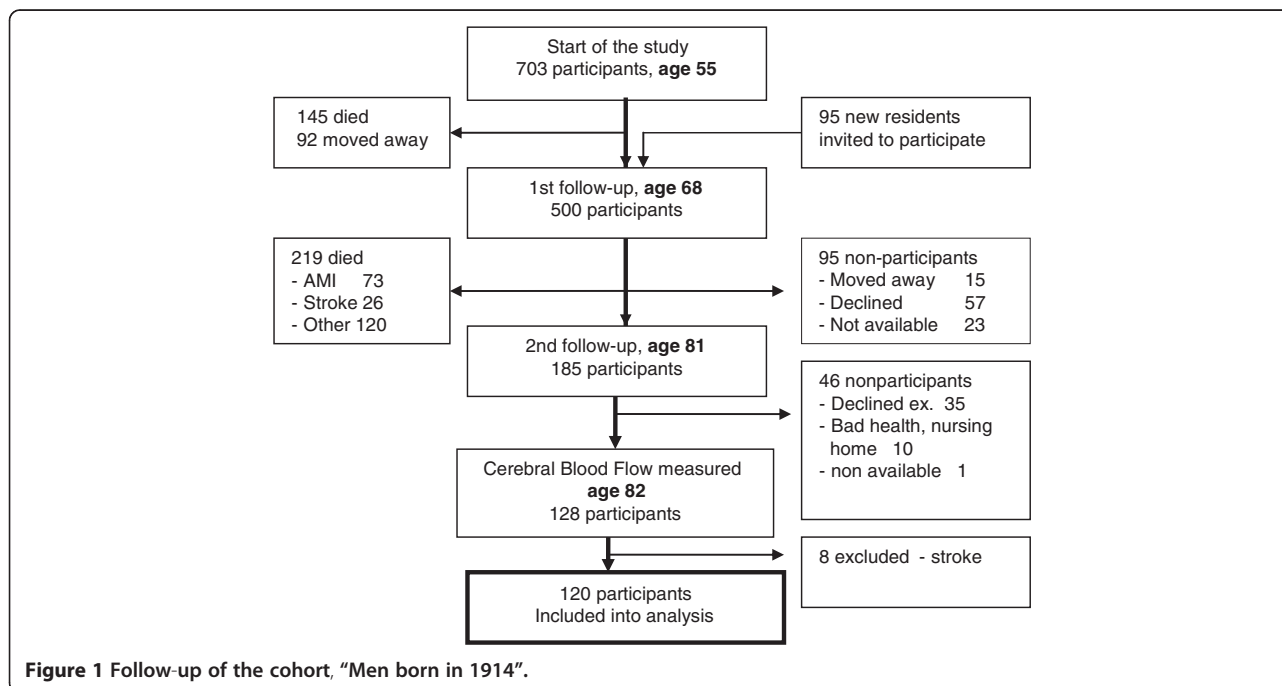 Start of the study
703 participants, age 55
145 died
92 moved away
95 new residents
invited to participate
1st follow-up, age 68
500 participants
219 died
- AMI 73
- Stroke 26
- Other 120
95 non-participants
- Moved away 15
- Declined 57
- Not available 23
2nd follow-up, age 81
185 participants
46 nonparticipants
- Declined ex. 35
- Bad health, nursing
home 10
- non available 1
Cerebral Blood Flow measured
age 82
128 participants
8 excluded - stroke
120 participants
Included into analysis
Figure 1 Follow-up of the cohort, "Men born in 1914".